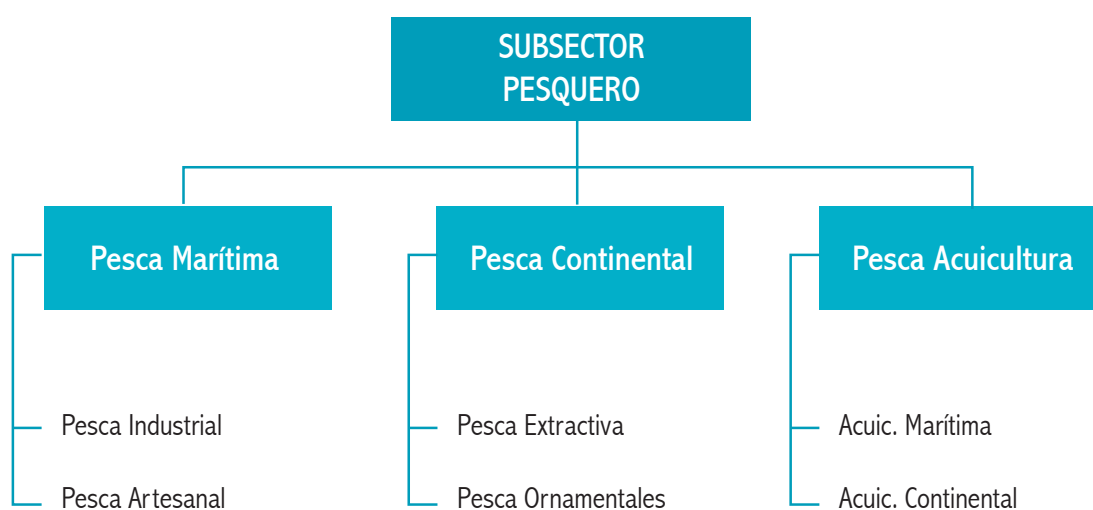 SUBSECTOR
PESQUERO
Pesca Marítima
Pesca Continental
Pesca Acuicultura
Pesca Industrial
Pesca Extractiva
Acuic. Marítima
Pesca Artesanal
Pesca Ornamentales
Acuic. Continental